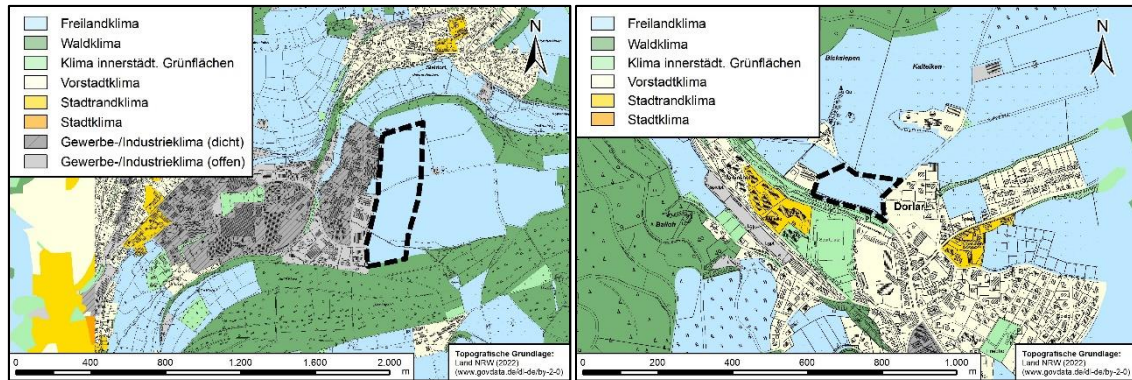 Freilandklima
Waldklima
Klima innerstädt. Grünflächen
Vorstadtklima
Stadtrandklima
Stadtklima
Gewerbe-/Industrieklima (dicht)
Gewerbe-/Industrieklima (offen)
N
0 400 800 1.200 1.600 2.000
m
Topografische Grundlage:
Land NRW (2022)
(www.govdata.de/dl-de/by-2-0)
Freilandklima
Waldklima
Klima innerstädt. Grünflächen
Vorstadtklima
Stadtrandklima
Stadtklima
N
Dorlar
0 200 400 600 800 1.000
m
Topografische Grundlage:
Land NRW (2022)
(www.govdata.de/dl-de/by-2-0)